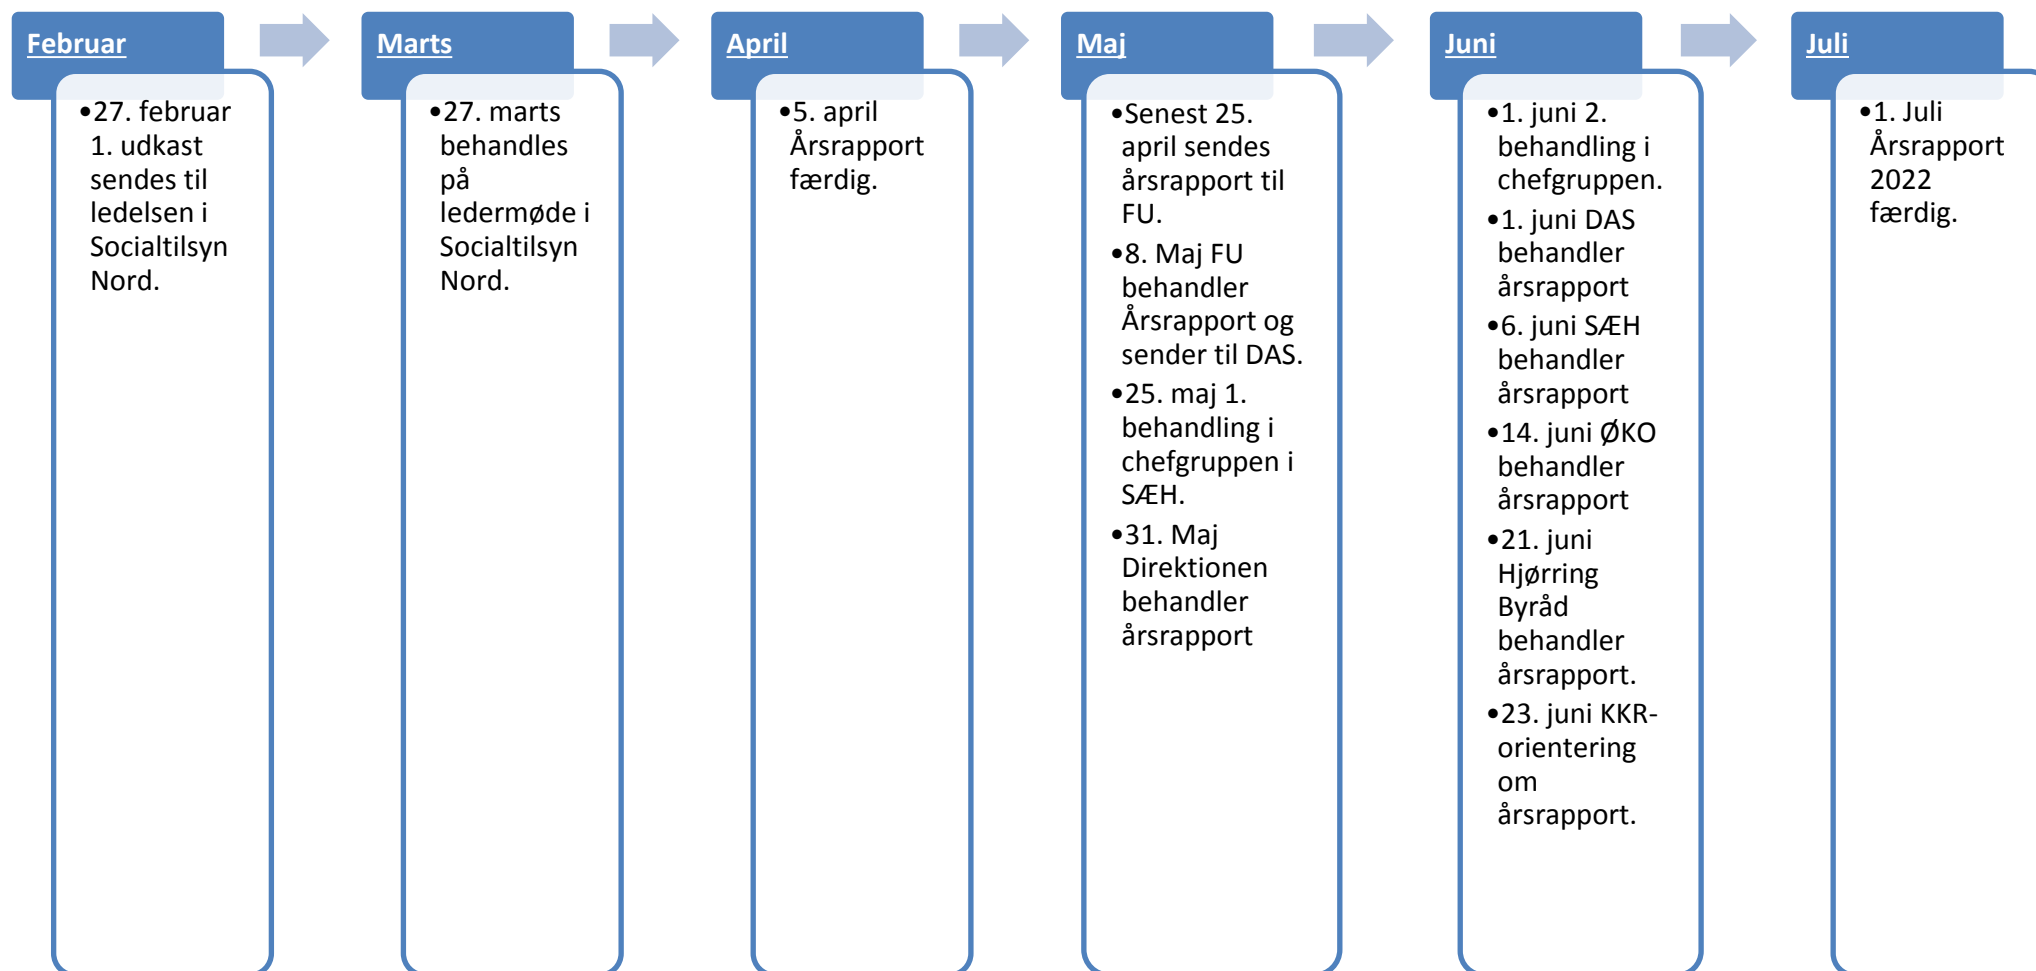 Februar
•27. februar
1. udkast
sendes til
ledelsen i
Socialtilsyn
Nord.
Marts
•27. marts
behandles
på
ledermøde i
Socialtilsyn
Nord.
April
•5. april
Årsrapport
færdig.
Maj
•Senest 25.
april sendes
årsrapport til
FU.
•8. Maj FU
behandler
Årsrapport og
sender til DAS.
•25. maj 1.
behandling i
chefgruppen i
SÆH.
•31. Maj
Direktionen
behandler
årsrapport
Juni
•1. juni 2.
behandling i
chefgruppen.
•1. juni DAS
behandler
årsrapport
•6. juni SÆH
behandler
årsrapport
•14. juni ØKO
behandler
årsrapport
•21. juni
Hjørring
Byråd
behandler
årsrapport.
•23. juni KKR-
orientering
om
årsrapport.
Juli
•1. Juli
Årsrapport
2022
færdig.